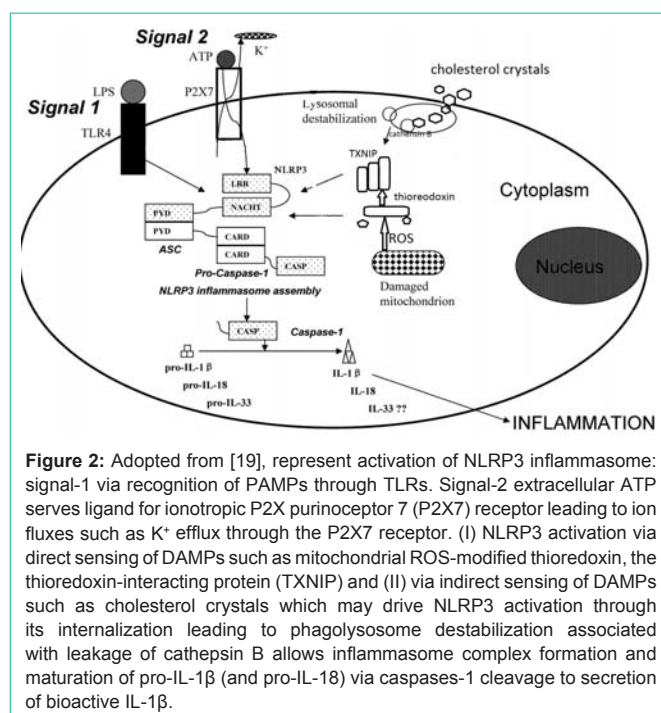 Signal 2
K⁺
ATP
P2X7
LPS
Signal 1
TLR4
cholesterol crystals
Lysosomal
destabilization
cathepsin B
TXNIP
NLRP3
LRR
NACHT
thioreodoxin
Cytoplasm
PYD
PYD
ASC
CARD
CARD
CASP
Pro-Caspase-1
NLRP3 inflammasome assembly
ROS
Damaged
mitochondrion
Nucleus
CASP
Caspase-1
pro-IL-1 β
pro-IL-18
pro-IL-33
IL-1 β
IL-18
IL-33 ??
INFLAMMATION
Figure 2: Adopted from [19], represent activation of NLRP3 inflammasome:
signal-1 via recognition of PAMPs through TLRs. Signal-2 extracellular ATP
serves ligand for ionotropic P2X purinoceptor 7 (P2X7) receptor leading to ion
fluxes such as K⁺ efflux through the P2X7 receptor. (I) NLRP3 activation via
direct sensing of DAMPs such as mitochondrial ROS-modified thioredoxin, the
thioredoxin-interacting protein (TXNIP) and (II) via indirect sensing of DAMPs
such as cholesterol crystals which may drive NLRP3 activation through
its internalization leading to phagolysosome destabilization associated
with leakage of cathepsin B allows inflammasome complex formation and
maturation of pro-IL-1β (and pro-IL-18) via caspases-1 cleavage to secretion
of bioactive IL-1β.